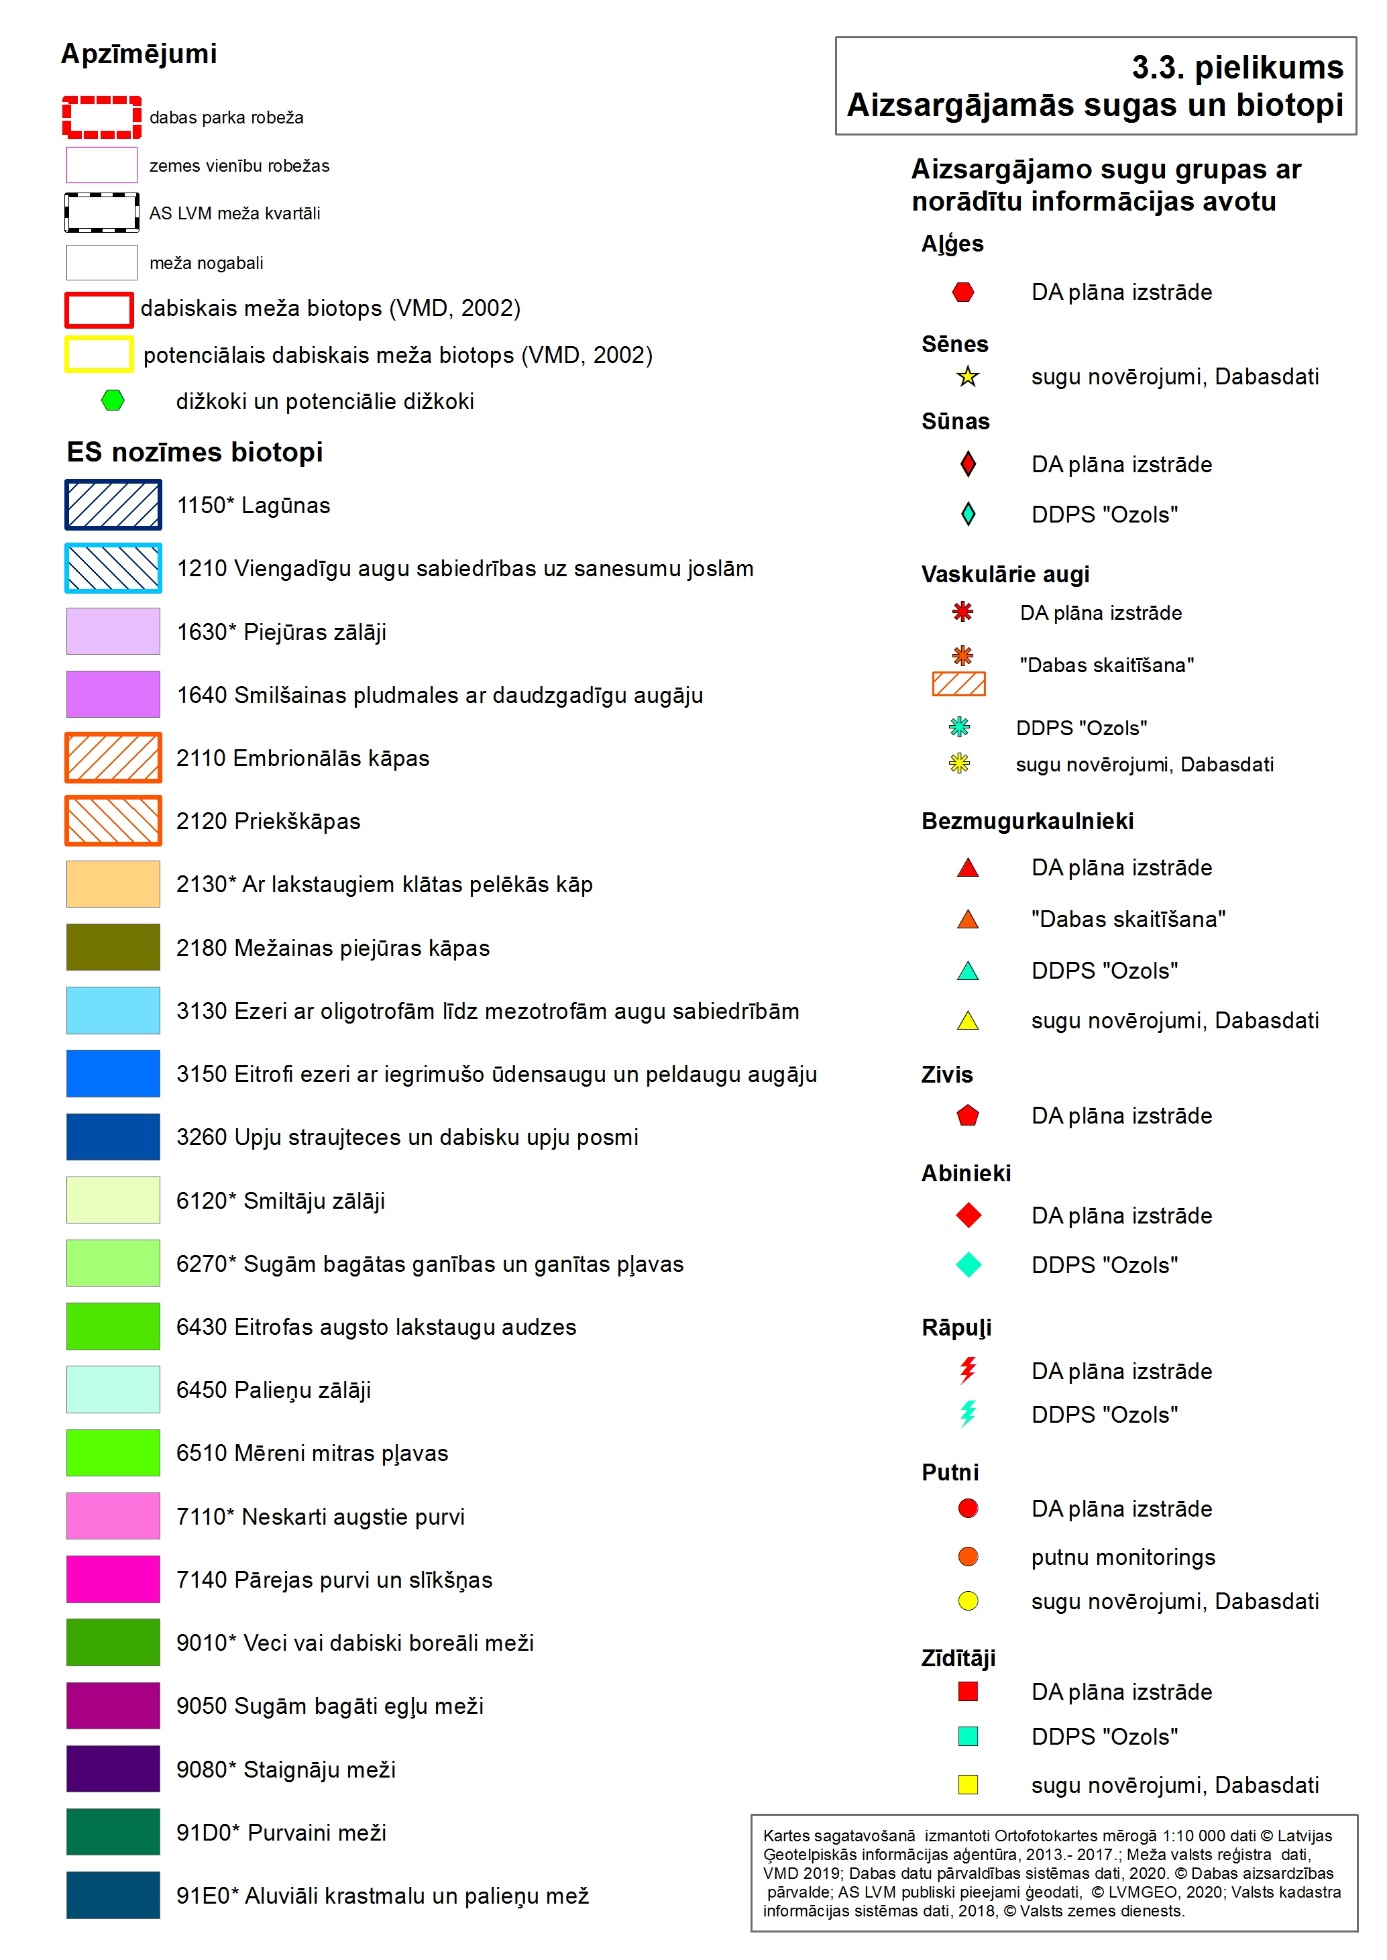 Apzīmējumi
dabas parka robeža
zemes vienību robežas
AS LVM meža kvartāli
meža nogabali
dabiskais meža biotops (VMD, 2002)
potenciālais dabiskais meža biotops (VMD, 2002)
dižkoki un potenciālie dižkoki
ES nozīmes biotopi
1150* Lagūnas
1210 Viengadīgu augu sabiedrības uz sanesumu joslām
1630* Piejūras zālāji
1640 Smilšainas pludmales ar daudzgadīgu augāju
2110 Embrionālās kāpas
2120 Priekškāpas
2130* Ar lakstaugiem klātas pelēkās kāp
2180 Mežainas piejūras kāpas
3130 Ezeri ar oligotrofām līdz mezotrofām augu sabiedrībām
3150 Eitrofi ezeri ar iegrimušo ūdensaugu un peldaugu augāju
3260 Upju straujteces un dabisku upju posmi
6120* Smiltāju zālāji
6270* Sugām bagātas ganības un ganītas pļavas
6430 Eitrofas augsto lakstaugu audzes
6450 Palieņu zālāji
6510 Mēreni mitras pļavas
7110* Neskarti augstie purvi
7140 Pārejas purvi un slīkšņas
9010* Veci vai dabiski boreāli meži
9050 Sugām bagāti egļu meži
9080* Staignāju meži
91D0* Purvaini meži
91E0* Aluviāli krastmalu un palieņu mež
3.3. pielikums
Aizsargājamās sugas un biotopi
Aizsargājamo sugu grupas ar
norādītu informācijas avotu
Aļģes
DA plāna izstrāde
Sēnes
sugu novērojumi, Dabasdati
Sūnas
DA plāna izstrāde
DDPS "Ozols"
Vaskulārie augi
DA plāna izstrāde
"Dabas skaitīšana"
DDPS "Ozols"
sugu novērojumi, Dabasdati
Bezmugurkaulnieki
DA plāna izstrāde
"Dabas skaitīšana"
DDPS "Ozols"
sugu novērojumi, Dabasdati
Zivis
DA plāna izstrāde
Abinieki
DA plāna izstrāde
DDPS "Ozols"
Rāpuļi
DA plāna izstrāde
DDPS "Ozols"
Putni
DA plāna izstrāde
putnu monitorings
sugu novērojumi, Dabasdati
Zīdītāji
DA plāna izstrāde
DDPS "Ozols"
sugu novērojumi, Dabasdati
Kartes sagatavošanā izmantoti Ortofotokartes mērogā 1:10 000 dati © Latvijas
Ģeotelpiskās informācijas aģentūra, 2013.- 2017.; Meža valsts reģistra dati,
VMD 2019; Dabas datu pārvaldības sistēmas dati, 2020. © Dabas aizsardzības
pārvalde; AS LVM publiski pieejami ģeodati, © LVMGEO, 2020; Valsts kadastra
informācijas sistēmas dati, 2018, © Valsts zemes dienests.